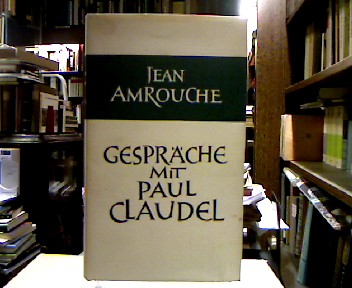 JEAN
AMROUCHE
GESPRÄCHE
MIT
PAUL
CLAUDEL